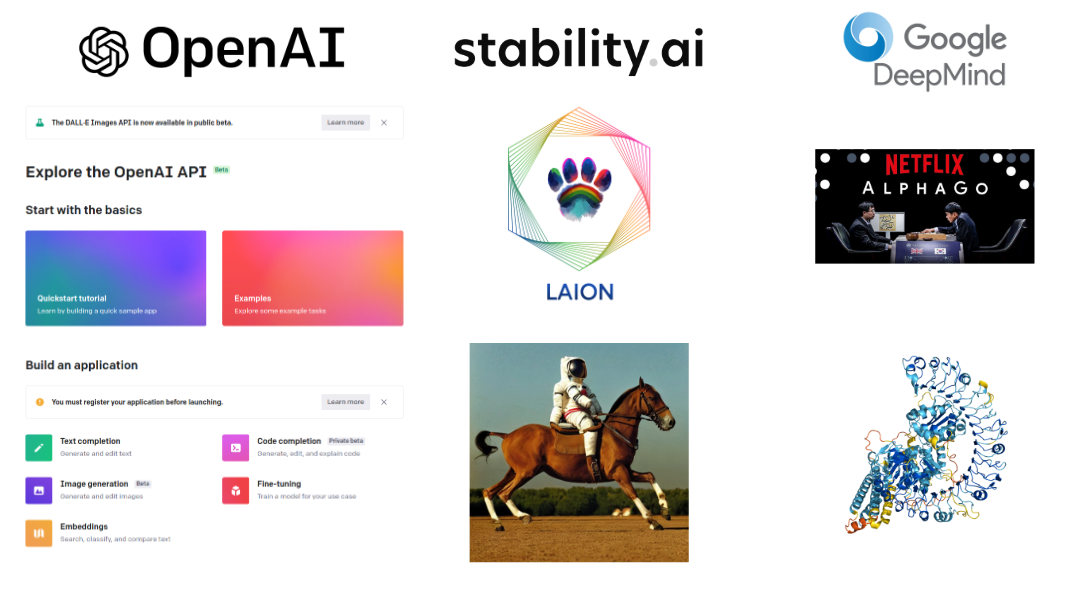 OpenAI
The DALL·E Images API is now available in public beta.
Learn more
Explore the OpenAI API Beta
Start with the basics
Quickstart tutorial
Learn by building a quick sample app
Examples
Explore some example tasks
Build an application
You must register your application before launching.
Learn more
Text completion
Generate and edit text
Code completion Private beta
Generate, edit, and explain code
Image generation Beta
Generate and edit images
Fine-tuning
Train a model for your use case
Embeddings
Search, classify, and compare text
stability.ai
LAION
Google
DeepMind
NETFLIX
ALPHAGO